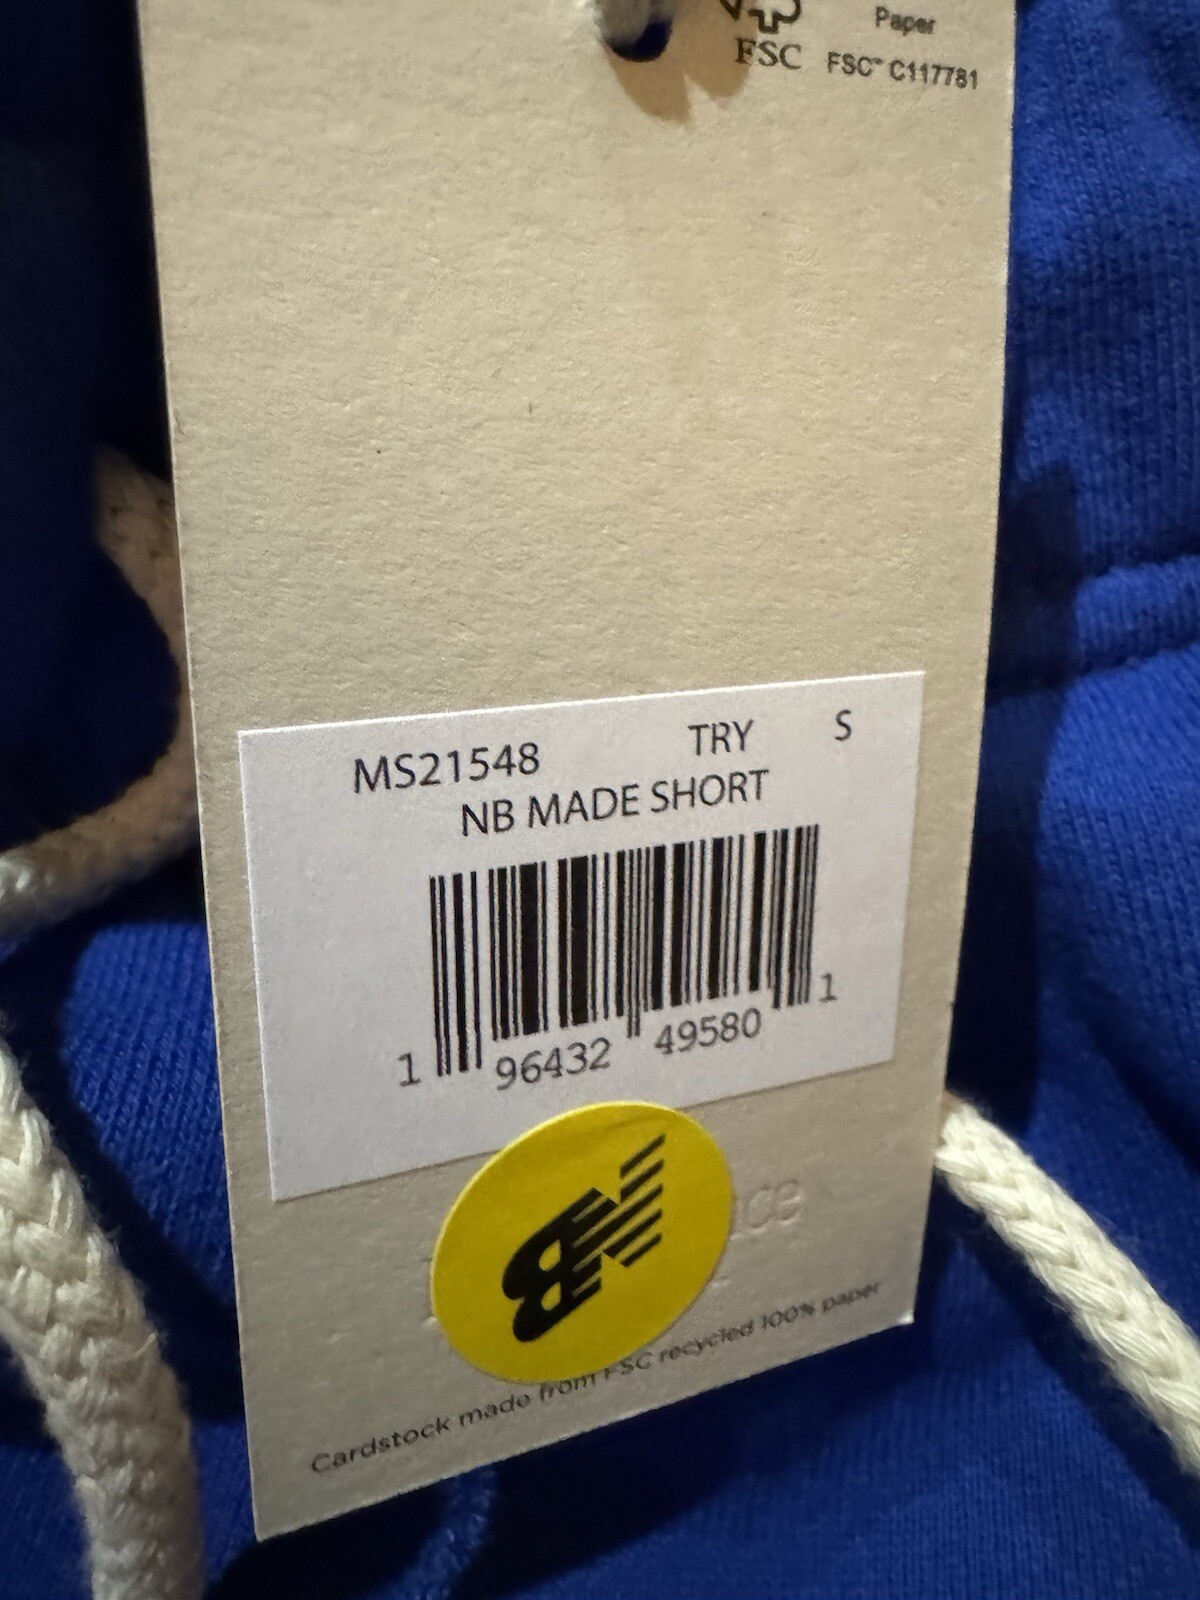 Paper
FSC FSC™ C117781
MS21548 TRY S
NB MADE SHORT
1 96432 49580 1
Cardstock made from FSC recycled 100% paper